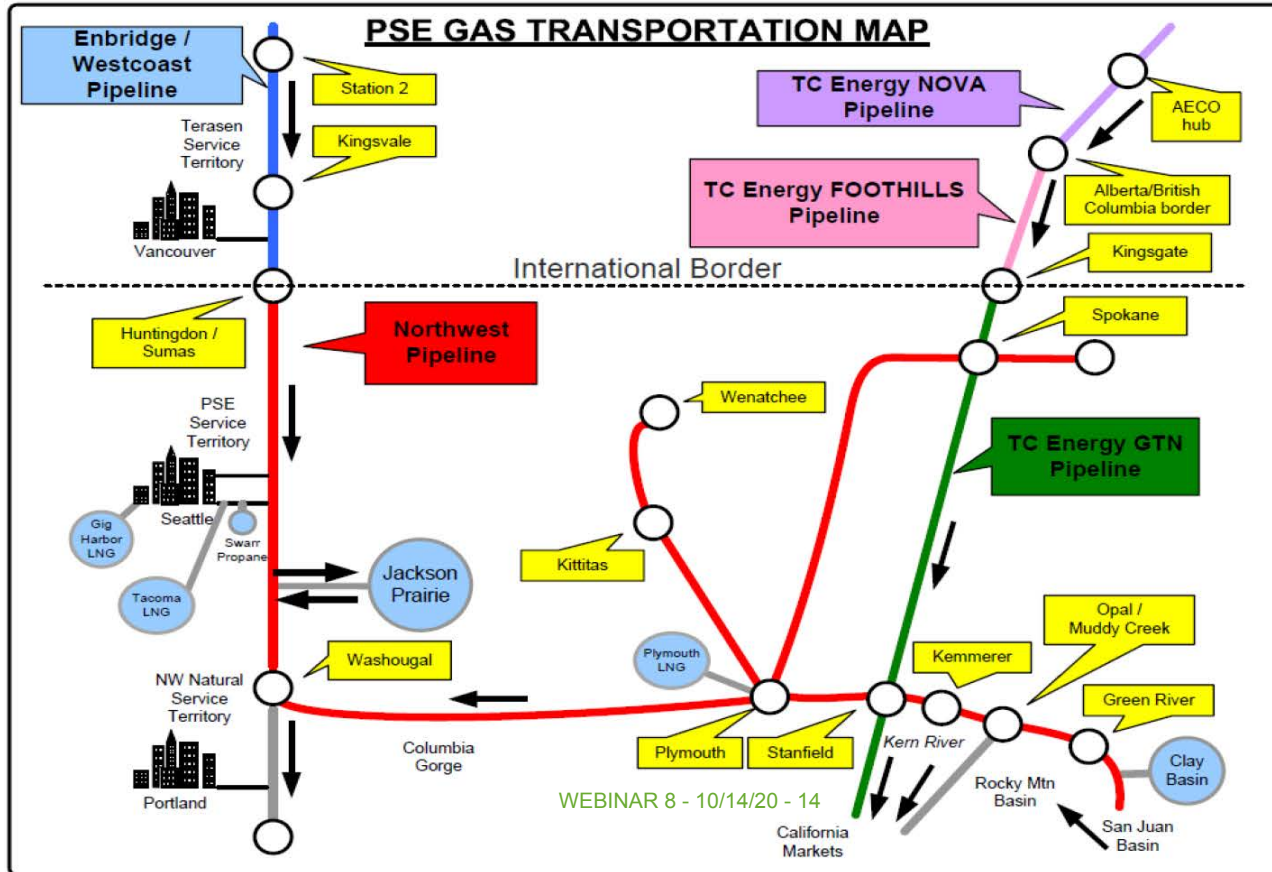 PSE GAS TRANSPORTATION MAP
Enbridge /
Westcoast
Pipeline
Station 2
Terasen
Service
Territory
Kingsvale
Vancouver
TC Energy NOVA
Pipeline
AECO
hub
TC Energy FOOTHILLS
Pipeline
Alberta/British
Columbia border
Kingsgate
International Border
Huntingdon /
Sumas
Northwest
Pipeline
Spokane
PSE
Service
Territory
Wenatchee
TC Energy GTN
Pipeline
Seattle
Gig
Harbor
LNG
Swarr
Propane
Tacoma
LNG
Kittitas
Jackson
Prairie
Washougal
Plymouth
LNG
Opal /
Muddy Creek
Kemmerer
Green River
NW Natural
Service
Territory
Columbia
Gorge
Plymouth
Stanfield
Kern River
Clay
Basin
Rocky Mtn
Basin
San Juan
Basin
Portland
WEBINAR 8 - 10/14/20 - 14
California
Markets